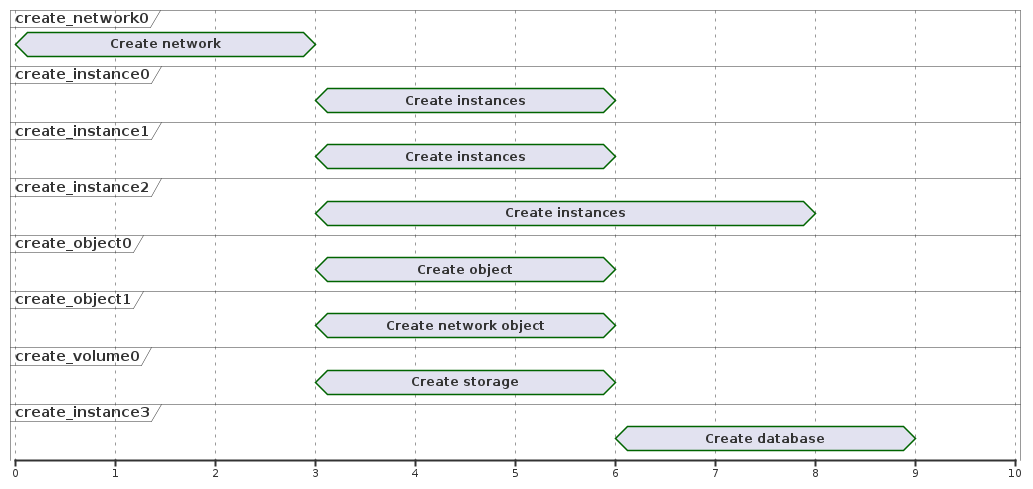 create_network0
Create network
create_instance0
Create instances
create_instance1
Create instances
create_instance2
Create instances
create_object0
Create object
create_object1
Create network object
create_volume0
Create storage
create_instance3
Create database
0 1 2 3 4 5 6 7 8 9 10